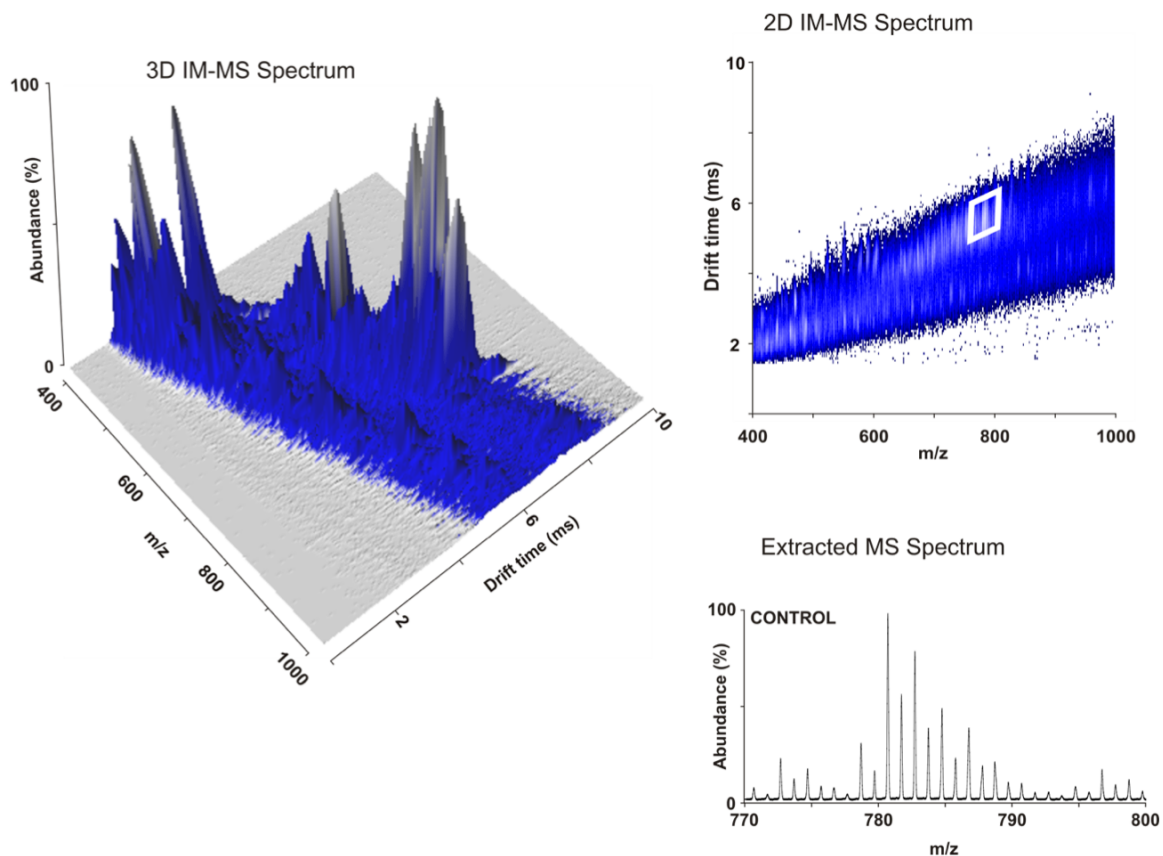 3D IM-MS Spectrum
100
Abundance (%)
0
400
600
m/z
800
1000
2
Drift time (ms)
6
10
2D IM-MS Spectrum
10
Drift time (ms)
6
2
400 600 800 1000
m/z
Extracted MS Spectrum
100
CONTROL
Abundance (%)
0
770 780 790 800
m/z